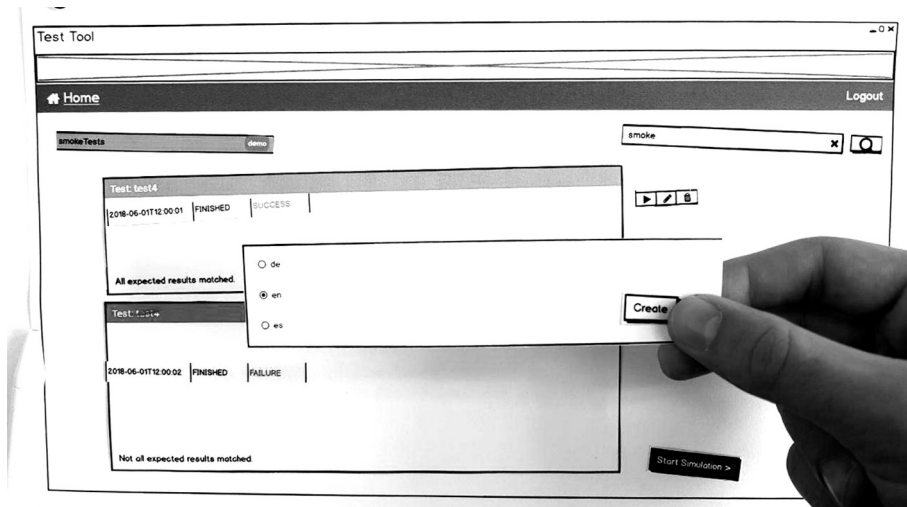 Test Tool
Home
Logout
smokeTests
demo
smoke
Test: test4
2018-06-01T12:00:01 FINISHED SUCCESS
All expected results matched.
de
en
es
Create
Test:
2018-06-01T12:00:02 FINISHED FAILURE
Not all expected results matched
Start Simulation >